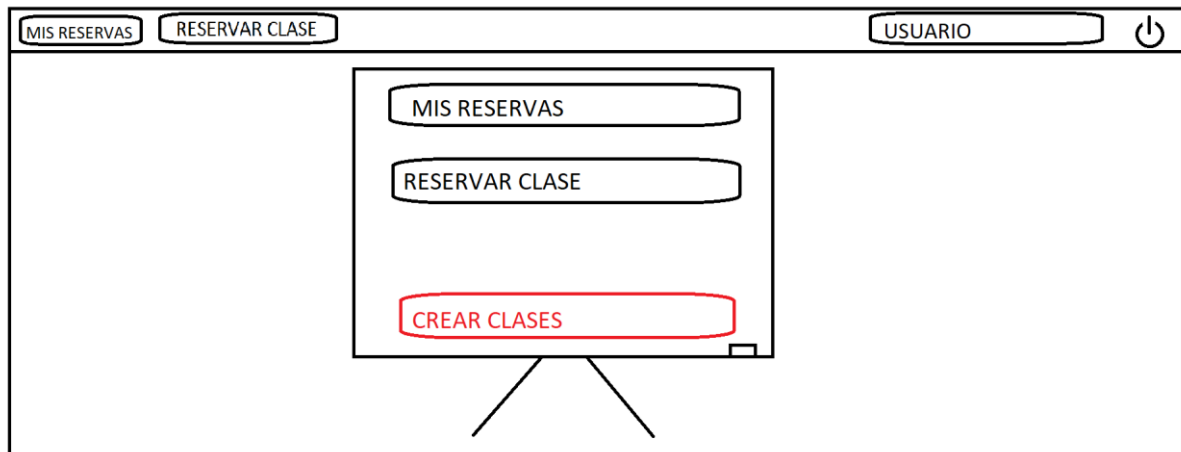 MIS RESERVAS
RESERVAR CLASE
USUARIO
MIS RESERVAS
RESERVAR CLASE
CREAR CLASES